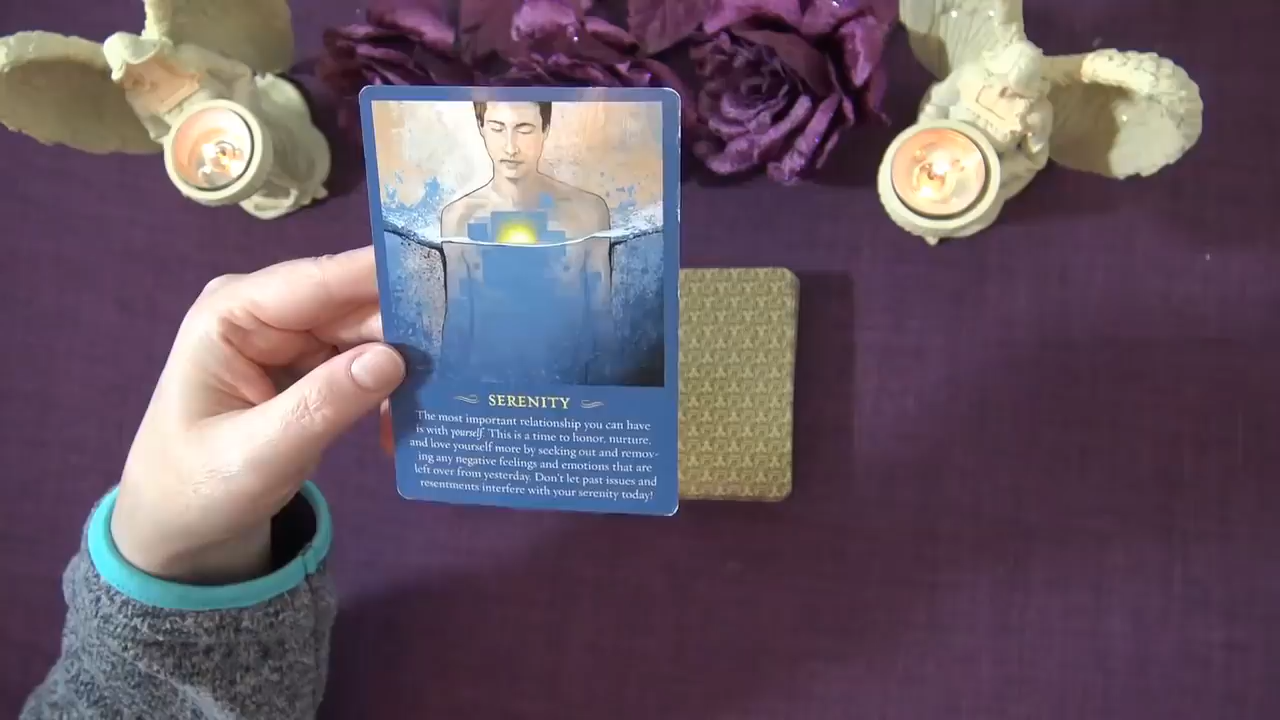 SERENITY
The most important relationship you can have
is with yourself. This is a time to honor, nurture,
and love yourself more by seeking out and remov-
ing any negative feelings and emotions that are
left over from yesterday. Don't let past issues and
resentments interfere with your serenity today!